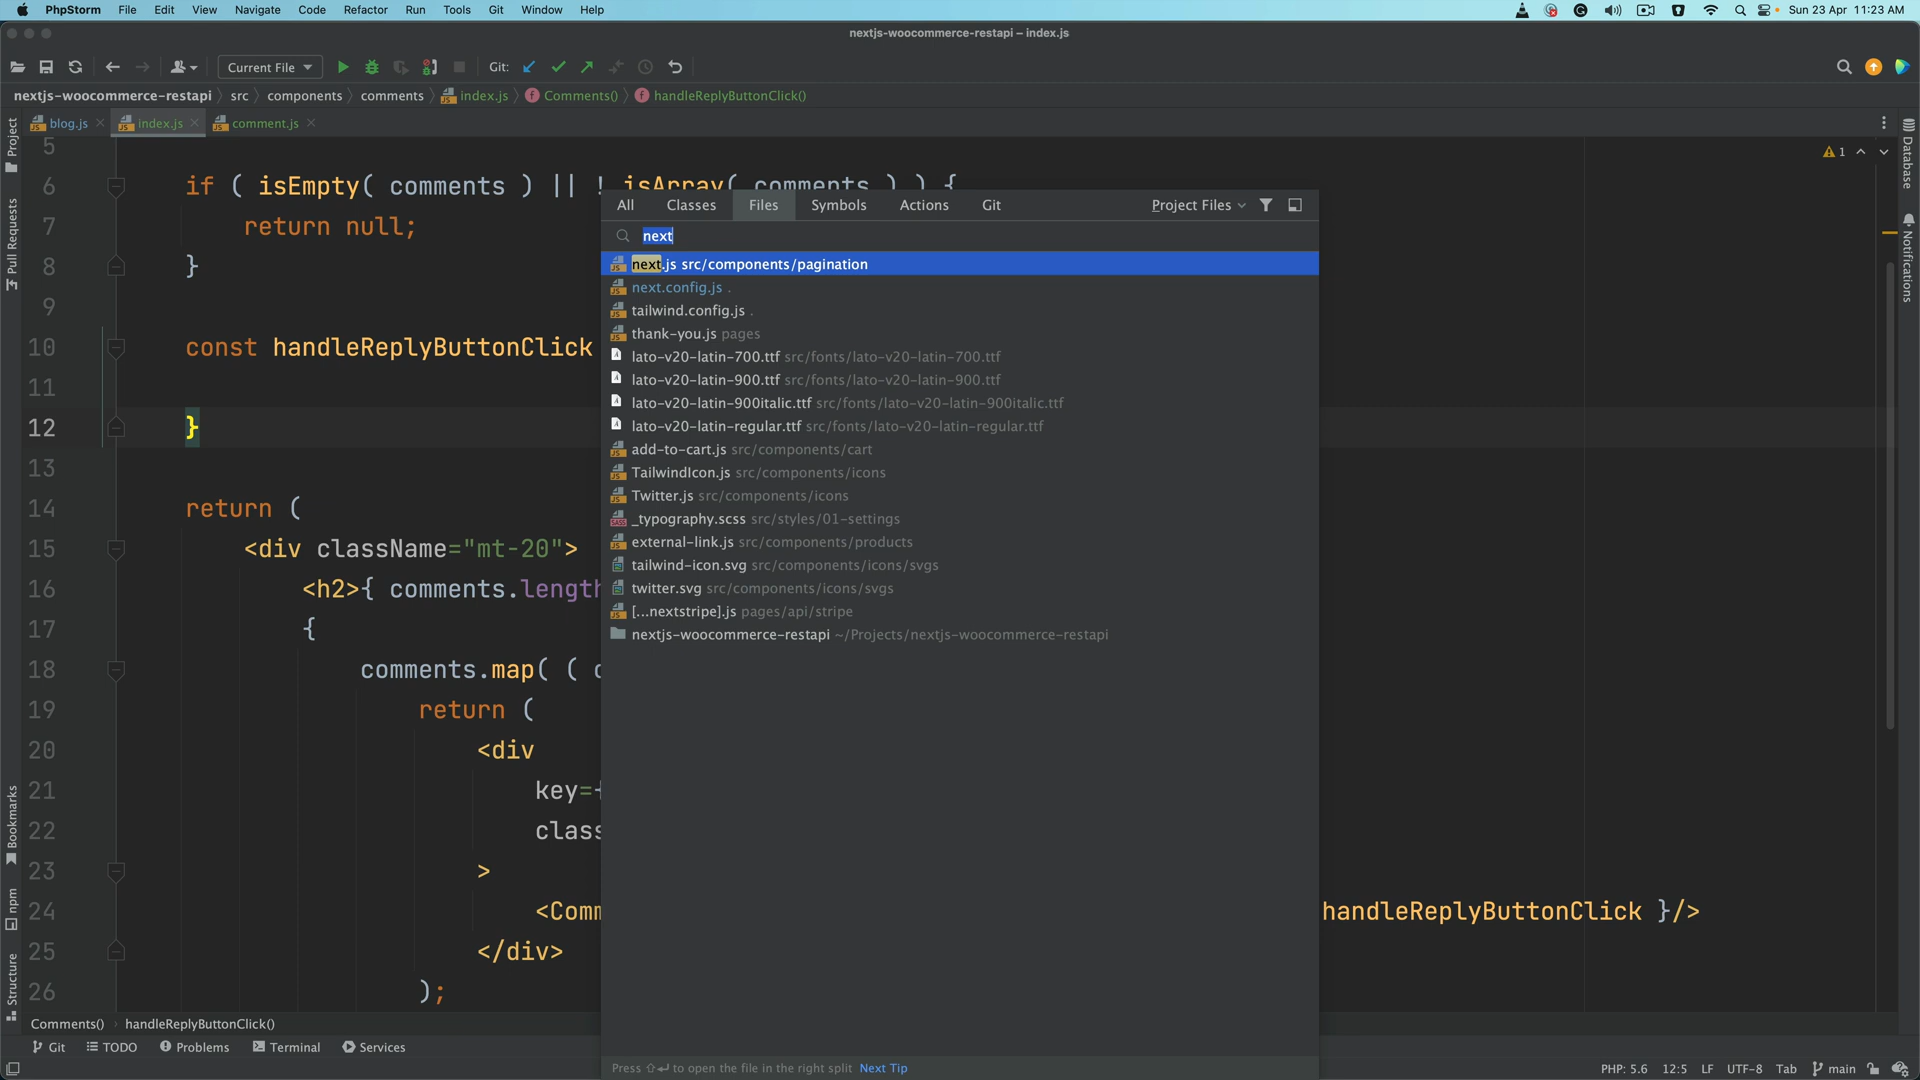 PhpStorm File Edit View Navigate Code Refactor Run Tools Git Window Help Sun 23 Apr 11:23 AM
nextjs-woocommerce-restapi – index.js
Current File Git:
nextjs-woocommerce-restapi src components comments index.js Comments() handleReplyButtonClick()
blog.js index.js comment.js
Project
Pull Requests
Bookmarks
npm
Structure
Database
Notifications
1
5
6 if ( isEmpty( comments ) || ! isArray( comments ) ) {
7 return null;
8 }
9
10 const handleReplyButtonClick
11
12 }
13
14 return (
15 <div className="mt-20">
16 <h2>{ comments.length
17 {
18 comments.map( (
19 return (
20 <div
21 key={
22 class
23 >
24 <Comm handleReplyButtonClick }/>
25 </div>
26 );
All Classes Files Symbols Actions Git Project Files
next
next.js src/components/pagination
next.config.js .
tailwind.config.js .
thank-you.js pages
lato-v20-latin-700.ttf src/fonts/lato-v20-latin-700.ttf
lato-v20-latin-900.ttf src/fonts/lato-v20-latin-900.ttf
lato-v20-latin-900italic.ttf src/fonts/lato-v20-latin-900italic.ttf
lato-v20-latin-regular.ttf src/fonts/lato-v20-latin-regular.ttf
add-to-cart.js src/components/cart
TailwindIcon.js src/components/icons
Twitter.js src/components/icons
_typography.scss src/styles/01-settings
external-link.js src/components/products
tailwind-icon.svg src/components/icons/svgs
twitter.svg src/components/icons/svgs
[...nextstripe].js pages/api/stripe
nextjs-woocommerce-restapi ~/Projects/nextjs-woocommerce-restapi
Press ⇧↩ to open the file in the right split Next Tip
Comments() handleReplyButtonClick()
Git TODO Problems Terminal Services
PHP: 5.6 12:5 LF UTF-8 Tab main